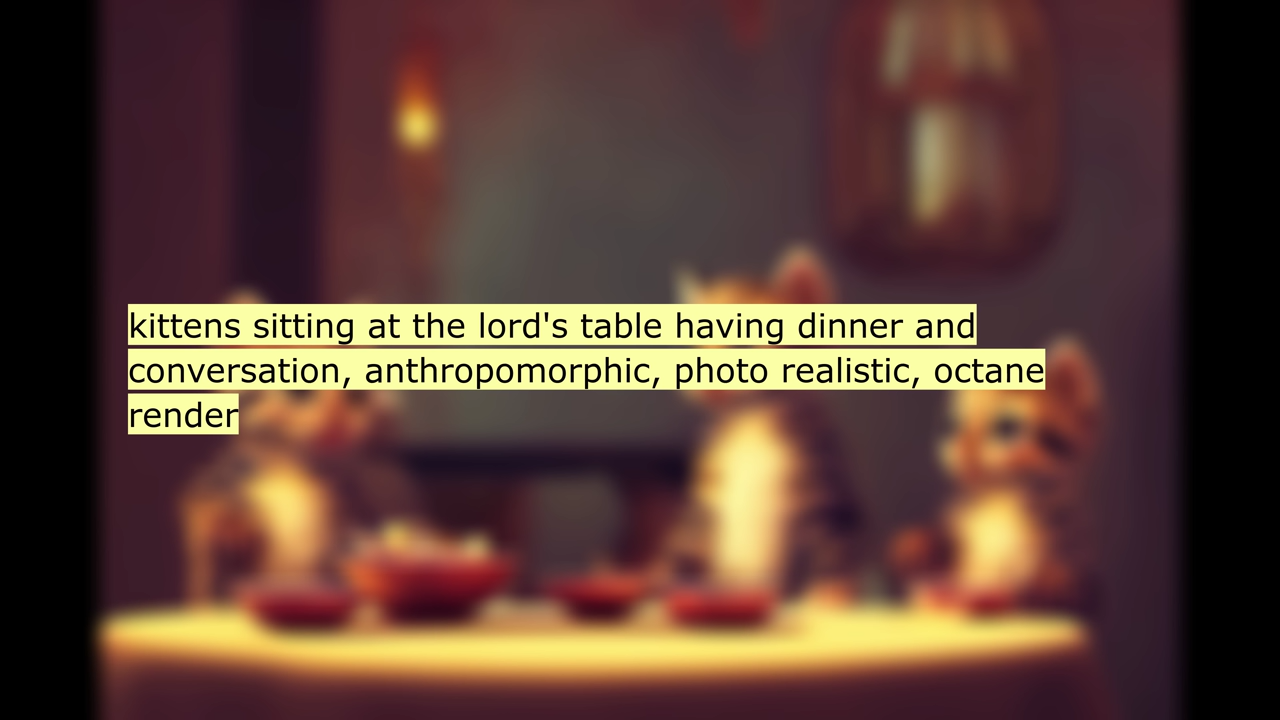 kittens sitting at the lord's table having dinner and
conversation, anthropomorphic, photo realistic, octane
render